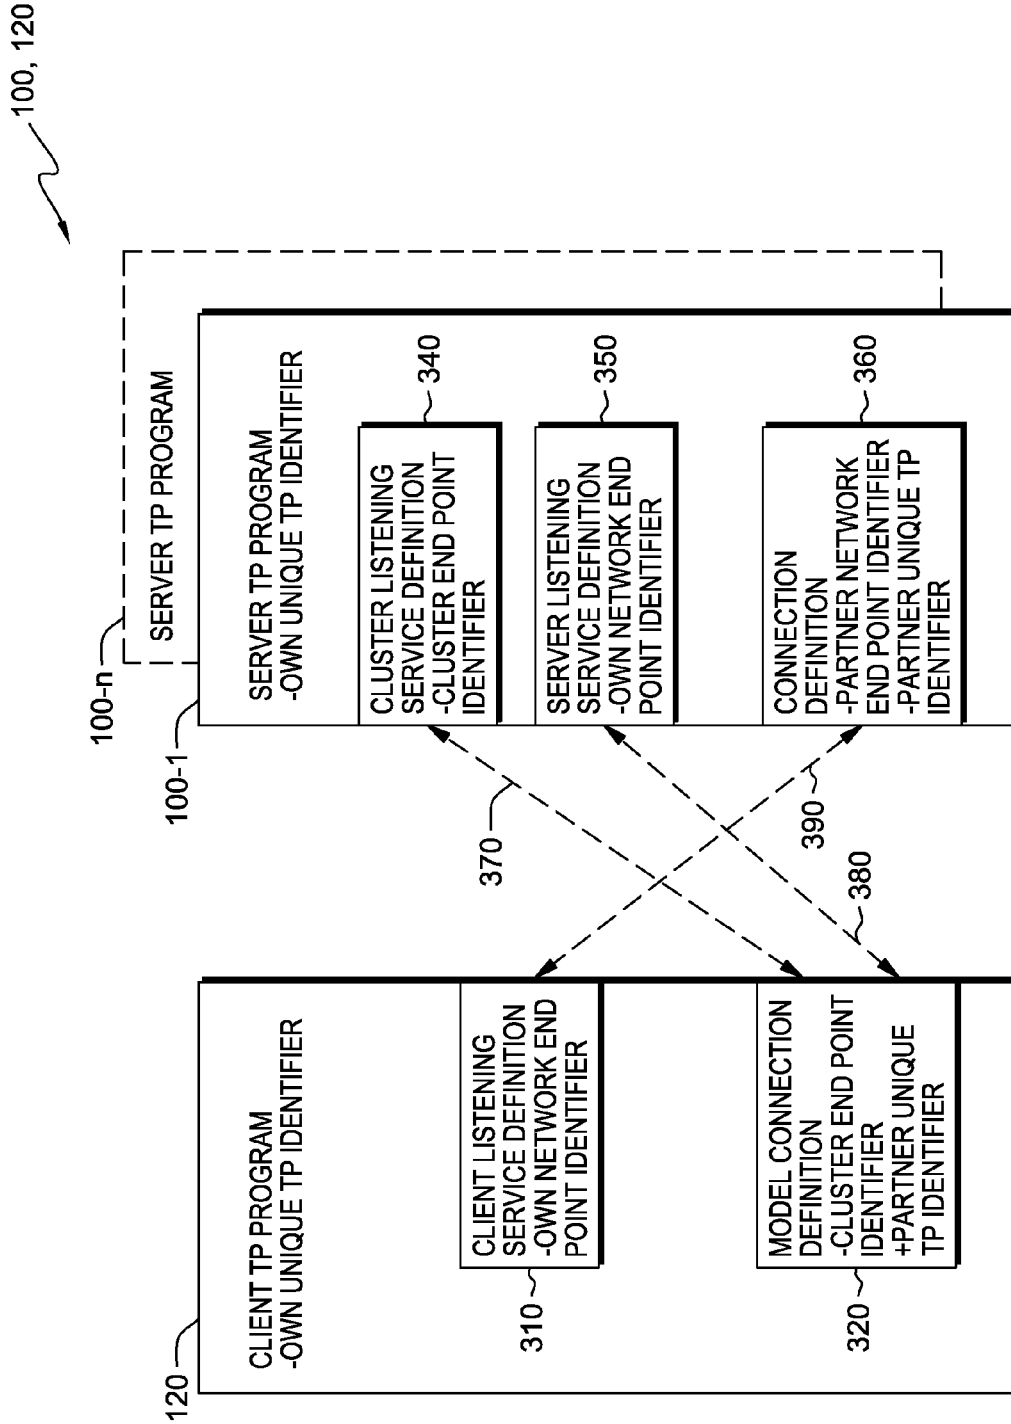 100, 120
SERVER TP PROGRAM
100-n
100-1
SERVER TP PROGRAM
-OWN UNIQUE TP IDENTIFIER
CLUSTER LISTENING
SERVICE DEFINITION
-CLUSTER END POINT
IDENTIFIER
340
SERVER LISTENING
SERVICE DEFINITION
-OWN NETWORK END
POINT IDENTIFIER
350
CONNECTION
DEFINITION
-PARTNER NETWORK
END POINT IDENTIFIER
-PARTNER UNIQUE TP
IDENTIFIER
360
370
390
380
120
CLIENT TP PROGRAM
-OWN UNIQUE TP IDENTIFIER
CLIENT LISTENING
SERVICE DEFINITION
-OWN NETWORK END
POINT IDENTIFIER
310
MODEL CONNECTION
DEFINITION
-CLUSTER END POINT
IDENTIFIER
+PARTNER UNIQUE
TP IDENTIFIER
320